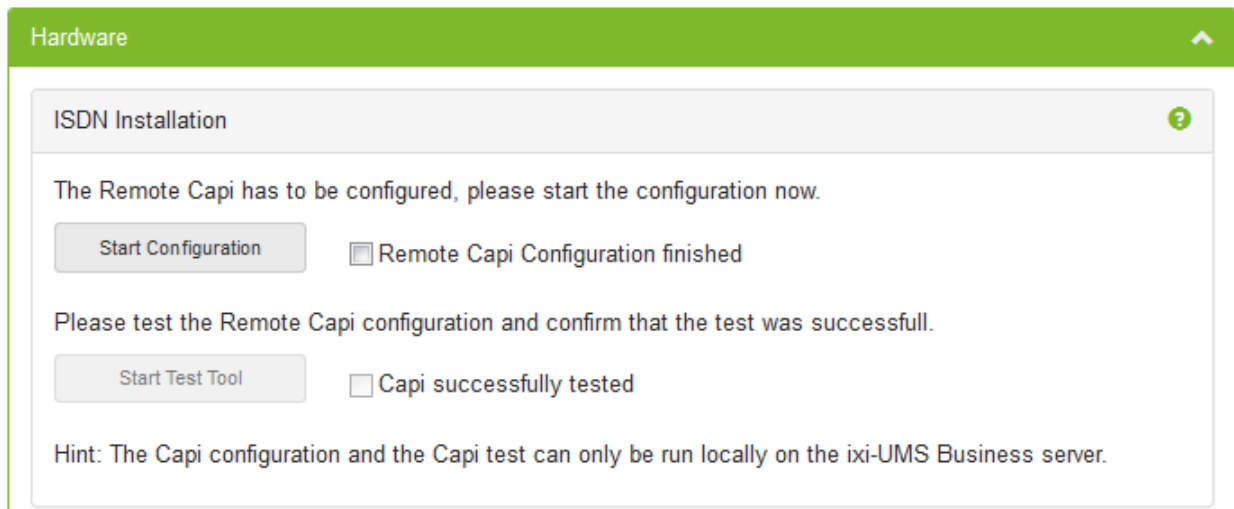 Hardware
ISDN Installation
The Remote Capi has to be configured, please start the configuration now.
Start Configuration
Remote Capi Configuration finished
Please test the Remote Capi configuration and confirm that the test was successfull.
Start Test Tool
Capi successfully tested
Hint: The Capi configuration and the Capi test can only be run locally on the ixi-UMS Business server.